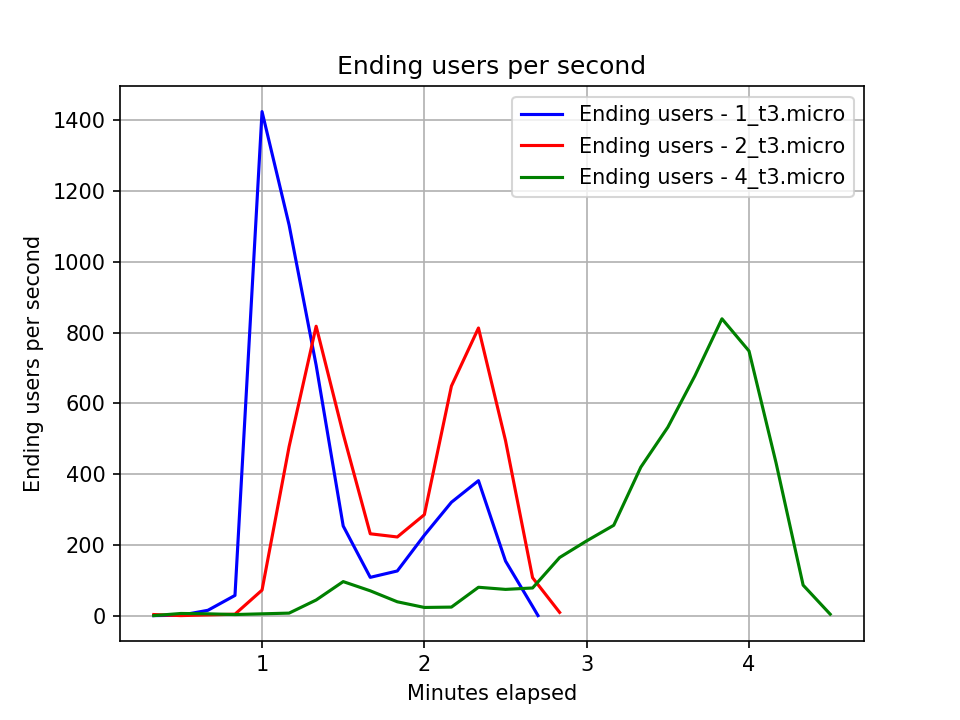 Ending users per second
Ending users - 1_t3.micro
Ending users - 2_t3.micro
Ending users - 4_t3.micro
Ending users per second
1400
1200
1000
800
600
400
200
0
1 2 3 4
Minutes elapsed